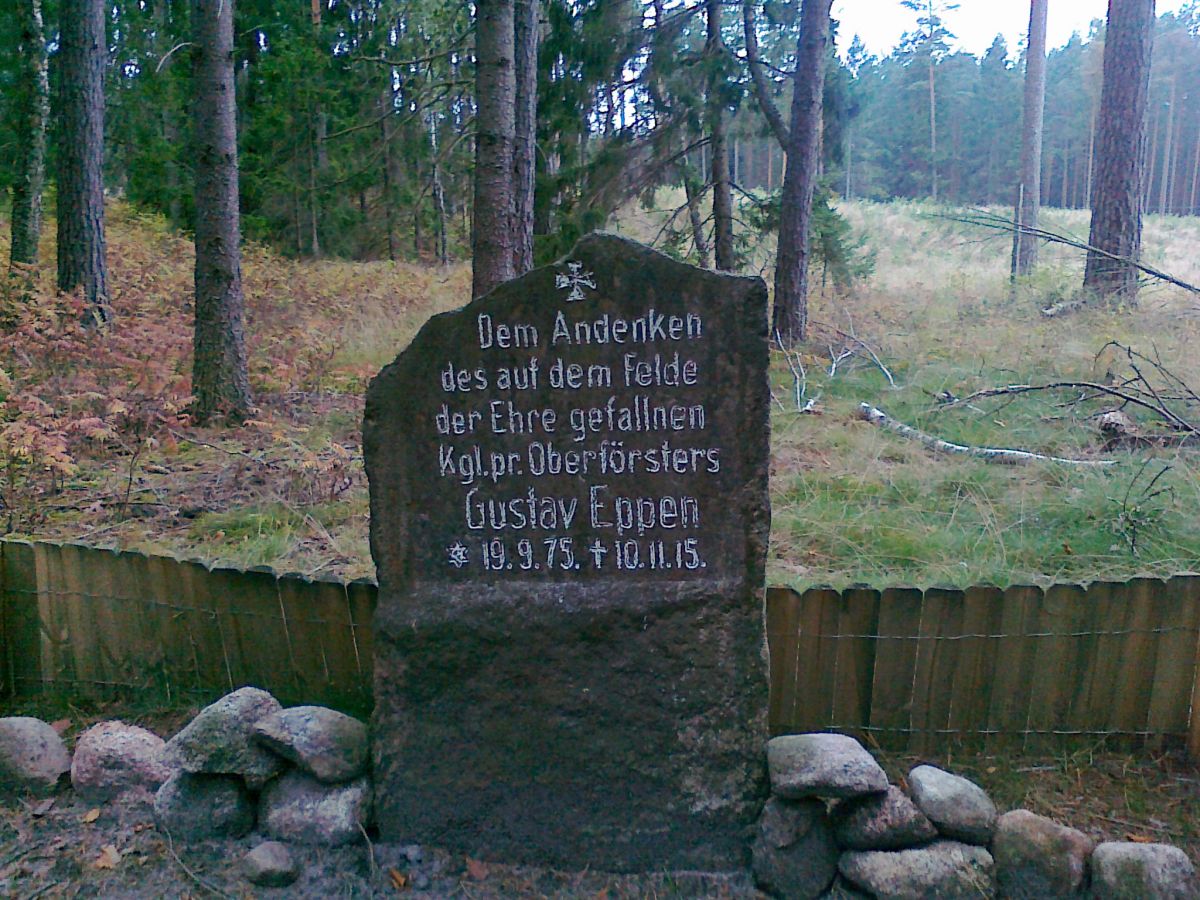 Dem Andenken
des auf dem Felde
der Ehre gefallnen
Kgl.pr. Oberförsters
Gustav Eppen
* 19.9.75. † 10.11.15.